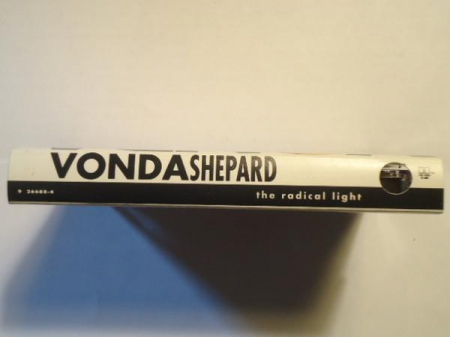 VONDASHEPARD
9 26688-4
the radical light